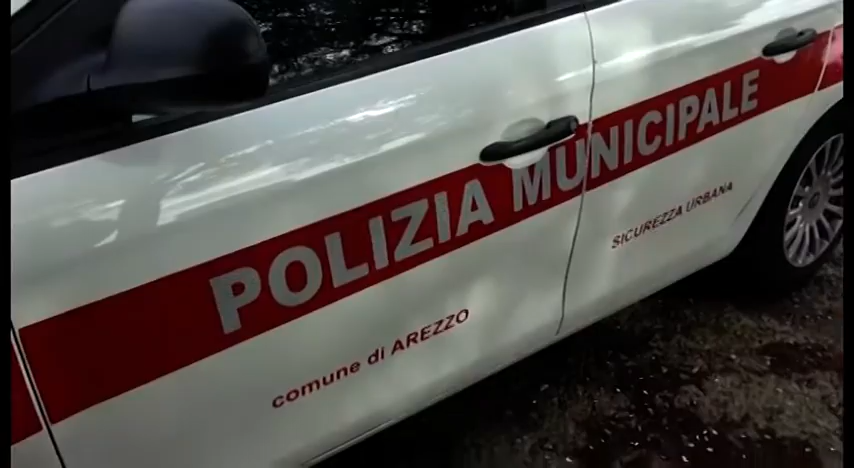 POLIZIA MUNICIPALE
comune di AREZZO
SICUREZZA URBANA